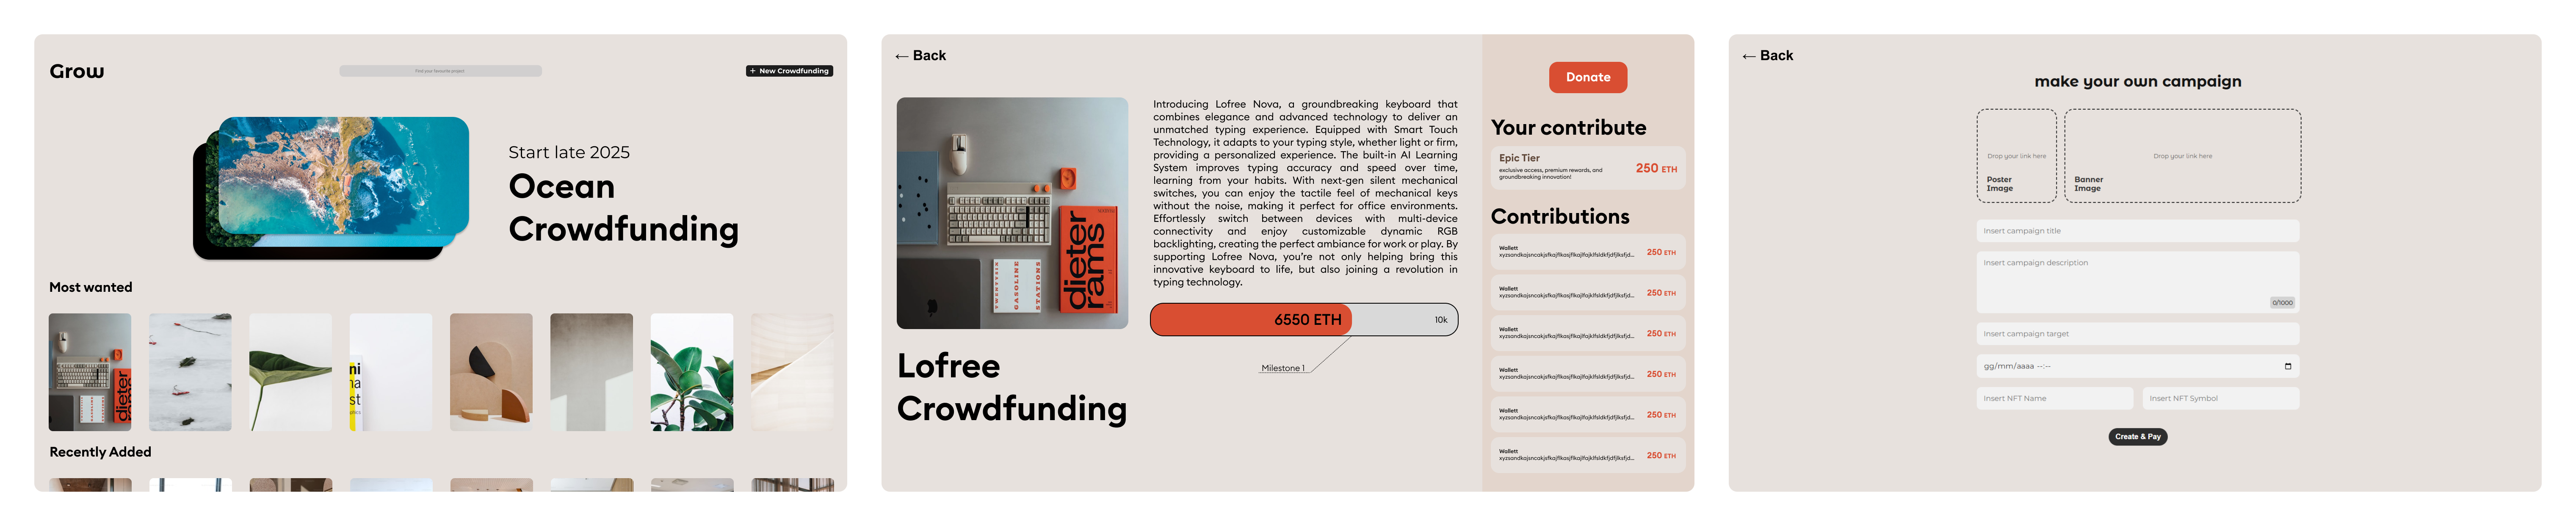 Grow
Find your favourite project
+ New Crowdfunding
Start late 2025
Ocean
Crowdfunding
Most wanted
dieter
rams
GASOLINE
STATIONS
ni
na
st
Recently Added
← Back
Introducing Lofree Nova, a groundbreaking keyboard that
combines elegance and advanced technology to deliver an
unmatched typing experience. Equipped with Smart Touch
Technology, it adapts to your typing style, whether light or firm,
providing a personalized experience. The built-in AI Learning
System improves typing accuracy and speed over time,
learning from your habits. With next-gen silent mechanical
switches, you can enjoy the tactile feel of mechanical keys
without the noise, making it perfect for office environments.
Effortlessly switch between devices with multi-device
connectivity and enjoy customizable dynamic RGB
backlighting, creating the perfect ambiance for work or play. By
supporting Lofree Nova, you're not only helping bring this
innovative keyboard to life, but also joining a revolution in
typing technology.
TWENTYSIX
GASOLINE
STATIONS
dieter
rams
6550 ETH
10k
Milestone 1
Lofree
Crowdfunding
Donate
Your contribute
Epic Tier
exclusive access, premium rewards, and
groundbreaking innovation!
250 ETH
Contributions
Wallett
250 ETH
Wallett
250 ETH
Wallett
250 ETH
Wallett
250 ETH
Wallett
250 ETH
Wallett
250 ETH
← Back
make your own campaign
Drop your link here
Poster
Image
Drop your link here
Banner
Image
Insert campaign title
Insert campaign description
0/1000
Insert campaign target
gg/mm/aaaa --:--
Insert NFT Name
Insert NFT Symbol
Create & Pay